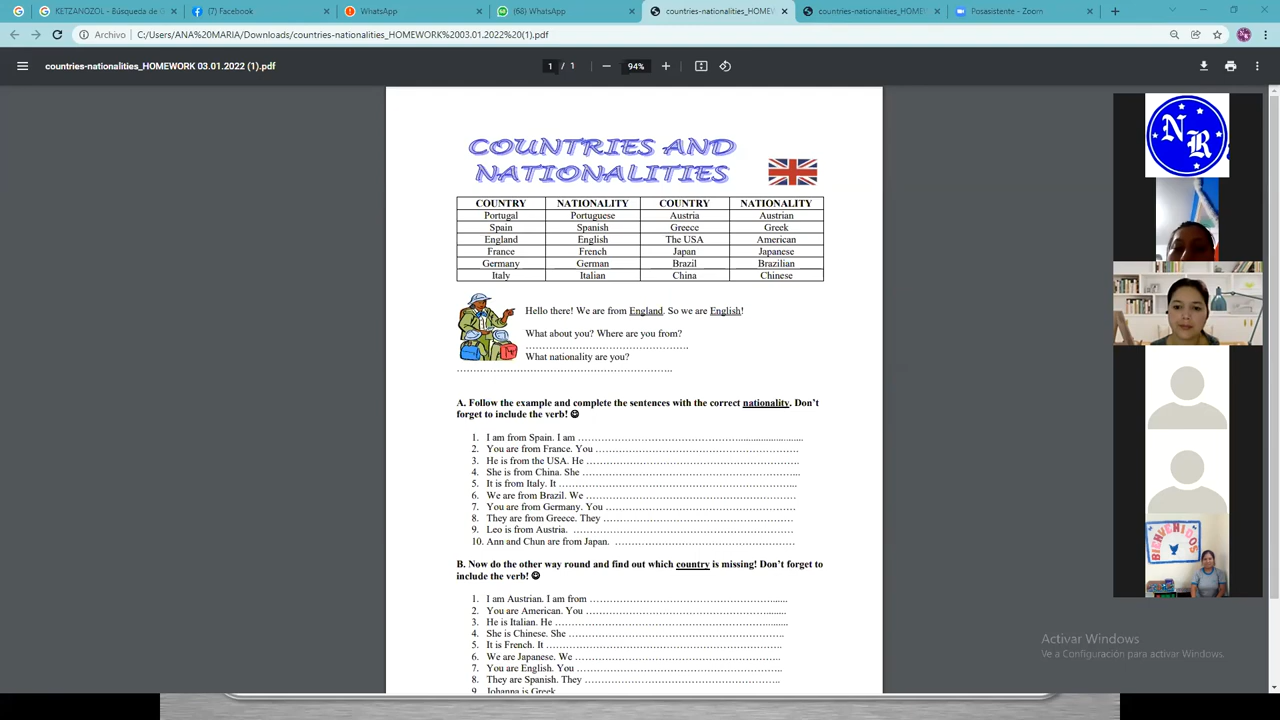 KETZANOZOL - Búsqueda de G
(7) Facebook
WhatsApp
(68) WhatsApp
countries-nationalities_HOMEWO
countries-nationalities_HOMEWO
Posasistente - Zoom
Archivo
C:/Users/ANA%20MARIA/Downloads/countries-nationalities_HOMEWORK%2003.01.2022%20(1).pdf
countries-nationalities_HOMEWORK 03.01.2022 (1).pdf
1 / 1
94%
COUNTRIES AND
NATIONALITIES
COUNTRY NATIONALITY COUNTRY NATIONALITY
Portugal Portuguese Austria Austrian
Spain Spanish Greece Greek
England English The USA American
France French Japan Japanese
Germany German Brazil Brazilian
Italy Italian China Chinese
Hello there! We are from England. So we are English!
What about you? Where are you from?
……………………………………….
What nationality are you?
………………………………………………………..
A. Follow the example and complete the sentences with the correct nationality. Don't
forget to include the verb! ☺
1. I am from Spain. I am ……………………………………….......................
2. You are from France. You …………………………………………………….
3. He is from the USA. He ……………………………………………………..
4. She is from China. She ……………………………………………………...
5. It is from Italy. It …………………………………………………………...
6. We are from Brazil. We ……………………………………………………
7. You are from Germany. You ………………………………………………
8. They are from Greece. They ………………………………………………
9. Leo is from Austria. ………………………………………………………
10. Ann and Chun are from Japan. ……………………………………………
B. Now do the other way round and find out which country is missing! Don't forget to
include the verb! ☺
1. I am Austrian. I am from …………………………………………......
2. You are American. You …………………………………………........
3. He is Italian. He …………………………………………………........
4. She is Chinese. She ………………………………………………….
5. It is French. It ……………………………………………………….
6. We are Japanese. We ………………………………………………..
7. You are English. You ……………………………………………….
8. They are Spanish. They ……………………………………………..
9. Johanna is Greek.
NR
BIENVENIDOS
Activar Windows
Ve a Configuración para activar Windows.